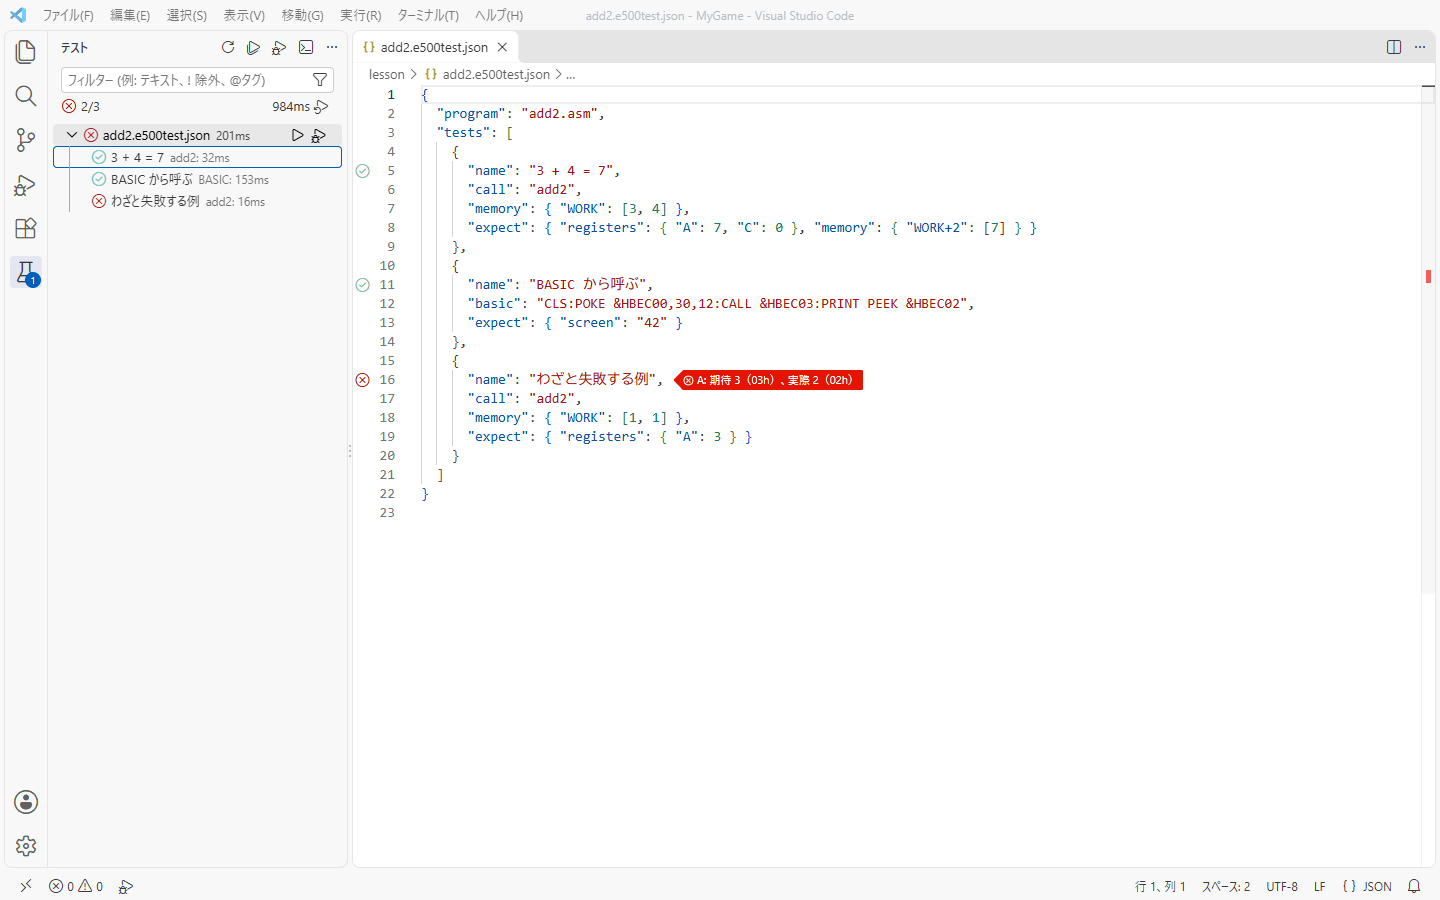 ファイル(F) 編集(E) 選択(S) 表示(V) 移動(G) 実行(R) ターミナル(T) ヘルプ(H) add2.e500test.json - MyGame - Visual Studio Code
テスト
フィルター (例: テキスト、! 除外、@タグ)
2/3 984ms
add2.e500test.json 201ms
3 + 4 = 7 add2: 32ms
BASIC から呼ぶ BASIC: 153ms
わざと失敗する例 add2: 16ms
1
{} add2.e500test.json
lesson > {} add2.e500test.json > ...
1 {
2 "program": "add2.asm",
3 "tests": [
4 {
5 "name": "3 + 4 = 7",
6 "call": "add2",
7 "memory": { "WORK": [3, 4] },
8 "expect": { "registers": { "A": 7, "C": 0 }, "memory": { "WORK+2": [7] } }
9 },
10 {
11 "name": "BASIC から呼ぶ",
12 "basic": "CLS:POKE &HBEC00,30,12:CALL &HBEC03:PRINT PEEK &HBEC02",
13 "expect": { "screen": "42" }
14 },
15 {
16 "name": "わざと失敗する例", A: 期待 3（03h）、実際 2（02h）
17 "call": "add2",
18 "memory": { "WORK": [1, 1] },
19 "expect": { "registers": { "A": 3 } }
20 }
21 ]
22 }
23
0 0 行 1、列 1 スペース: 2 UTF-8 LF {} JSON